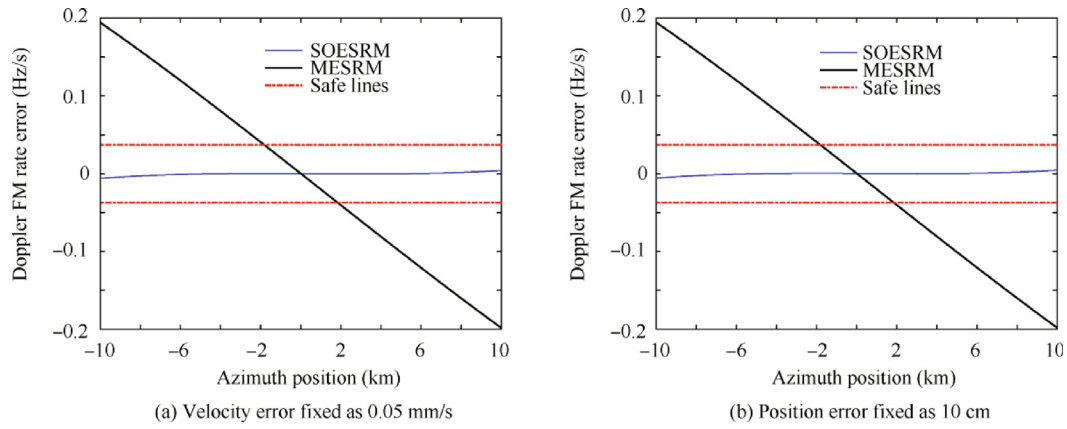 0.2
0.1
0
−0.1
−0.2
Doppler FM rate error (Hz/s)
SOESRM
MESRM
Safe lines
−10
−6
−2
2
6
10
Azimuth position (km)
(a) Velocity error fixed as 0.05 mm/s
0.2
0.1
0
−0.1
−0.2
Doppler FM rate error (Hz/s)
SOESRM
MESRM
Safe lines
−10
−6
−2
2
6
10
Azimuth position (km)
(b) Position error fixed as 10 cm